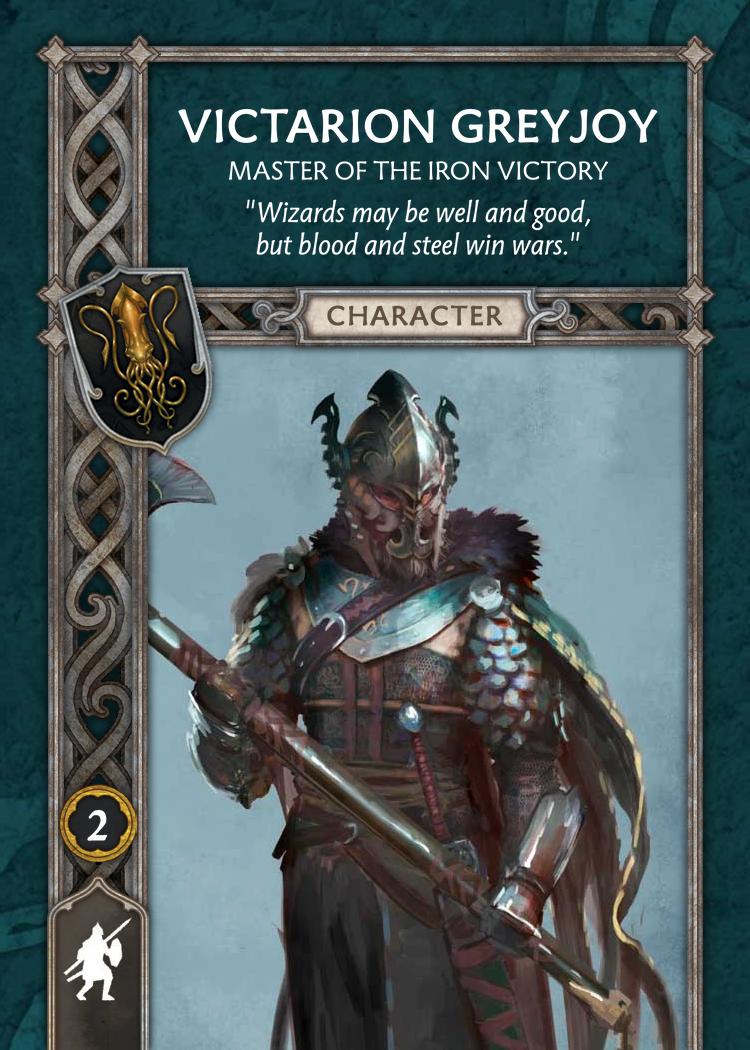 VICTARION GREYJOY
MASTER OF THE IRON VICTORY
"Wizards may be well and good,
but blood and steel win wars."
CHARACTER
2